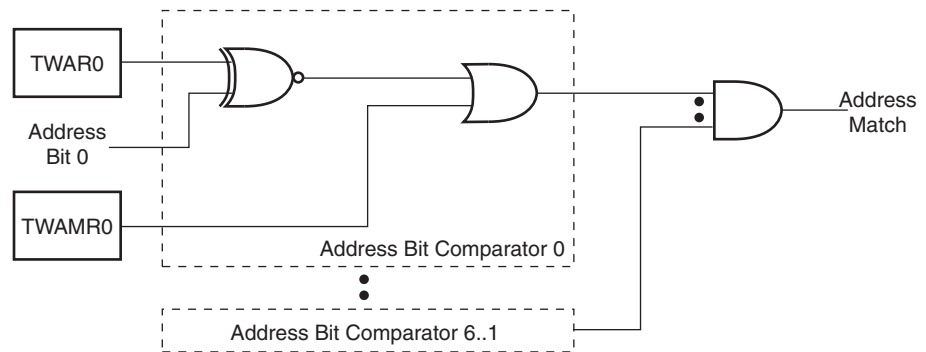 TWAR0
Address
Bit 0
TWAMR0
Address Bit Comparator 0
Address Bit Comparator 6..1
Address
Match